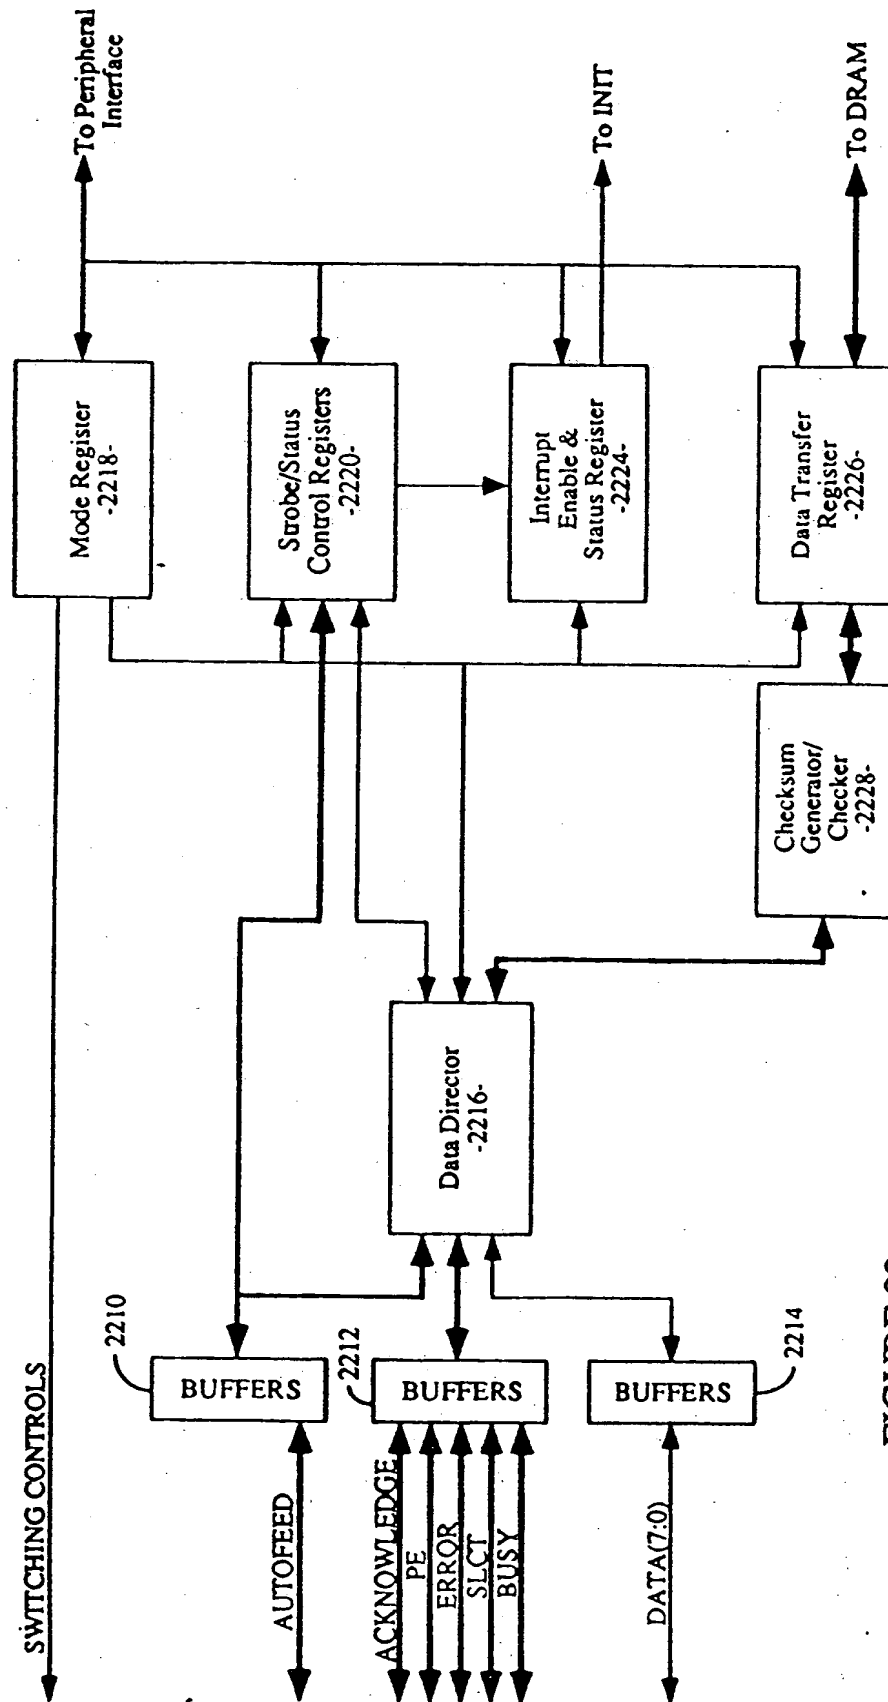 To Peripheral
Interface
To INIT
To DRAM
Mode Register
-2218-
Strobe/Status
Control Registers
-2220-
Interrupt
Enable &
Status Register
-2224-
Data Transfer
Register
-2226-
Checksum
Generator/
Checker
-2228-
Data Director
-2216-
2210
BUFFERS
2212
BUFFERS
2214
BUFFERS
SWITCHING CONTROLS
AUTOFEED
ACKNOWLEDGE
PE
ERROR
SLCT
BUSY
DATA(7:0)